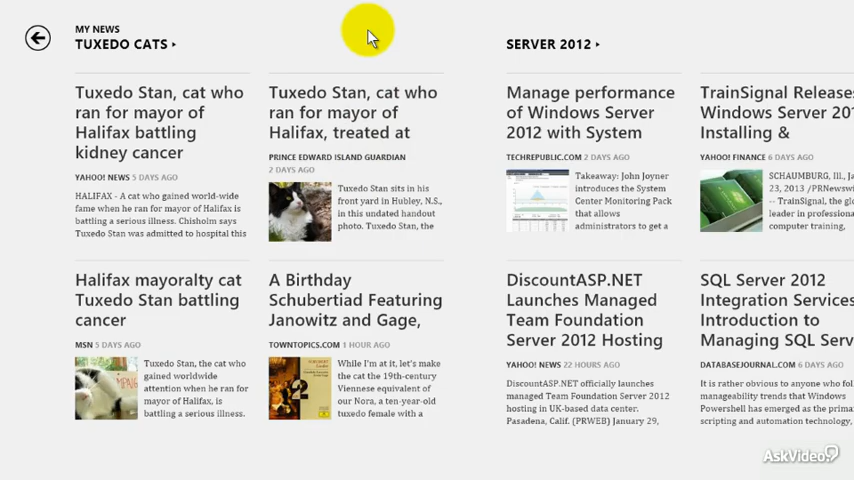 MY NEWS
TUXEDO CATS
SERVER 2012
Tuxedo Stan, cat who
ran for mayor of
Halifax battling
kidney cancer
YAHOO! NEWS 5 DAYS AGO
HALIFAX - A cat who gained world-wide
fame when he ran for mayor of Halifax is
battling a serious illness. Chisholm says
Tuxedo Stan was admitted to hospital this
Tuxedo Stan, cat who
ran for mayor of
Halifax, treated at
PRINCE EDWARD ISLAND GUARDIAN
2 DAYS AGO
Tuxedo Stan sits in his
front yard in Hubley, N.S.,
in this undated handout
photo. Tuxedo Stan, the
Halifax mayoralty cat
Tuxedo Stan battling
cancer
MSN 5 DAYS AGO
Tuxedo Stan, the cat who
gained worldwide
attention when he ran for
mayor of Halifax, is
battling a serious illness.
A Birthday
Schubertiad Featuring
Janowitz and Gage,
TOWNTOPICS.COM 1 HOUR AGO
While I'm at it, let's make
the cat the 19th-century
Viennese equivalent of
our Nora, a ten-year-old
tuxedo female with a
Manage performance
of Windows Server
2012 with System
TECHREPUBLIC.COM 2 DAYS AGO
Takeaway: John Joyner
introduces the System
Center Monitoring Pack
that allows
administrators to get a
DiscountASP.NET
Launches Managed
Team Foundation
Server 2012 Hosting
YAHOO! NEWS 22 HOURS AGO
DiscountASP.NET officially launches
managed Team Foundation Server 2012
hosting in UK-based data center.
Pasadena, Calif. (PRWEB) January 29,
TrainSignal Releases
Windows Server 201
Installing &
YAHOO! FINANCE 6 DAYS AGO
SCHAUMBURG, Ill., Ja
23, 2013 /PRNewswi
-- TrainSignal, the glo
leader in professiona
computer training,
SQL Server 2012
Integration Services
Introduction to
Managing SQL Serv
DATABASEJOURNAL.COM 6 DAYS AGO
It is rather obvious to anyone who fol
manageability trends that Windows
Powershell has emerged as the prima
scripting and automation technology,
AskVideo